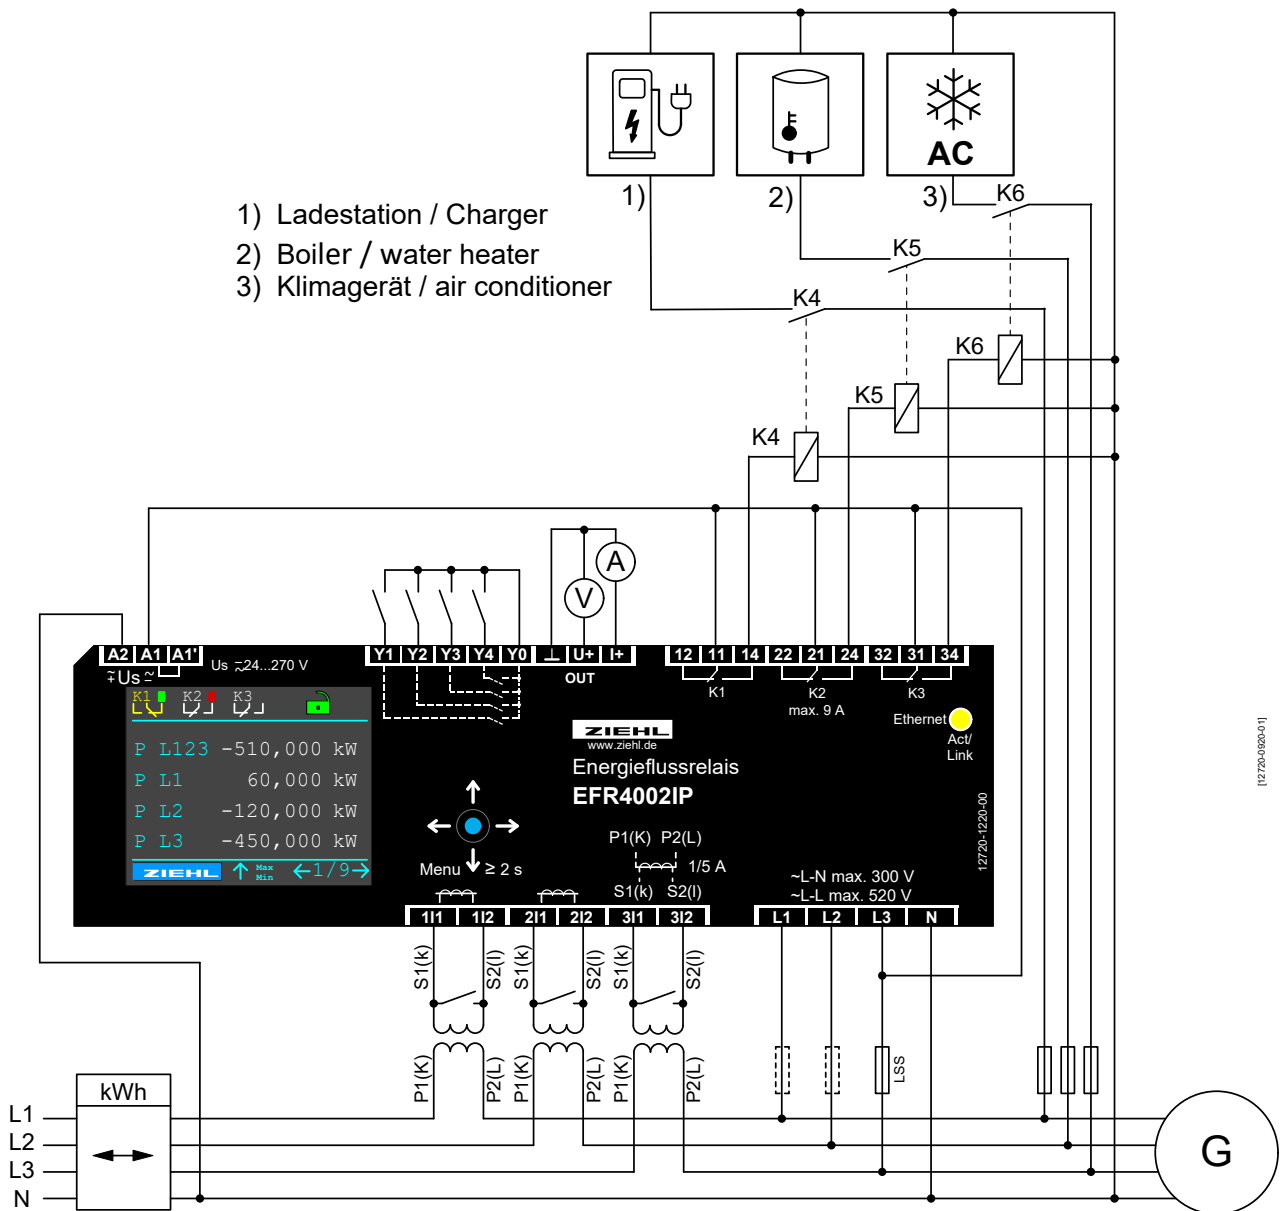 AC
1)
2)
3)
K6
1) Ladestation / Charger
2) Boiler / water heater
3) Klimagerät / air conditioner
K5
K4
K6
K5
K4
A
V
A2 A1 A1'
Y1 Y2 Y3 Y4 Y0 ⊥ U+ I+
12 11 14 22 21 24 32 31 34
Us ≂24...270 V
Us
OUT
K1
K2
K3
max. 9 A
K1 K2 K3
Ethernet
Act/
Link
ZIEHL
www.ziehl.de
Energieflussrelais
EFR4002IP
P L123 -510,000 kW
P L1 60,000 kW
P L2 -120,000 kW
P L3 -450,000 kW
ZIEHL ↑ Max Min ←1/9→
Menu ≥ 2 s
P1(K) P2(L)
1/5 A
S1(k) S2(l)
~L-N max. 300 V
~L-L max. 520 V
12720-1220-00
[12720-0920-01]
1I1 1I2 2I1 2I2 3I1 3I2
L1 L2 L3 N
S1(k) S2(l) S1(k) S2(l) S1(k) S2(l)
P1(K) P2(L) P1(K) P2(L) P1(K) P2(L)
LSS
kWh
L1
L2
L3
N
G